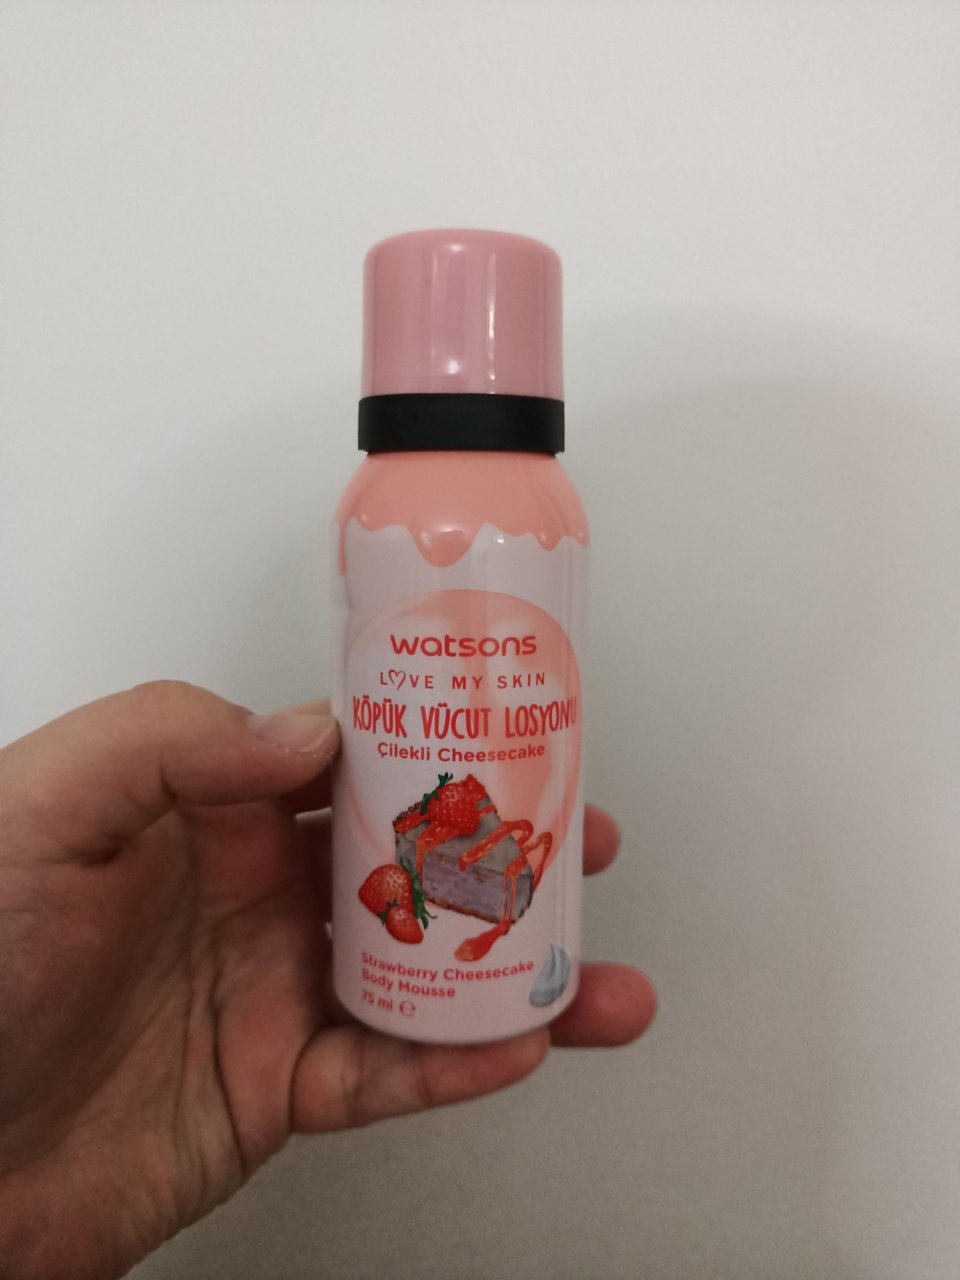 watsons
LOVE MY SKIN
KÖPÜK VÜCUT LOSYONU
Çilekli Cheesecake
Strawberry Cheesecake
Body Mousse
75 ml ℮